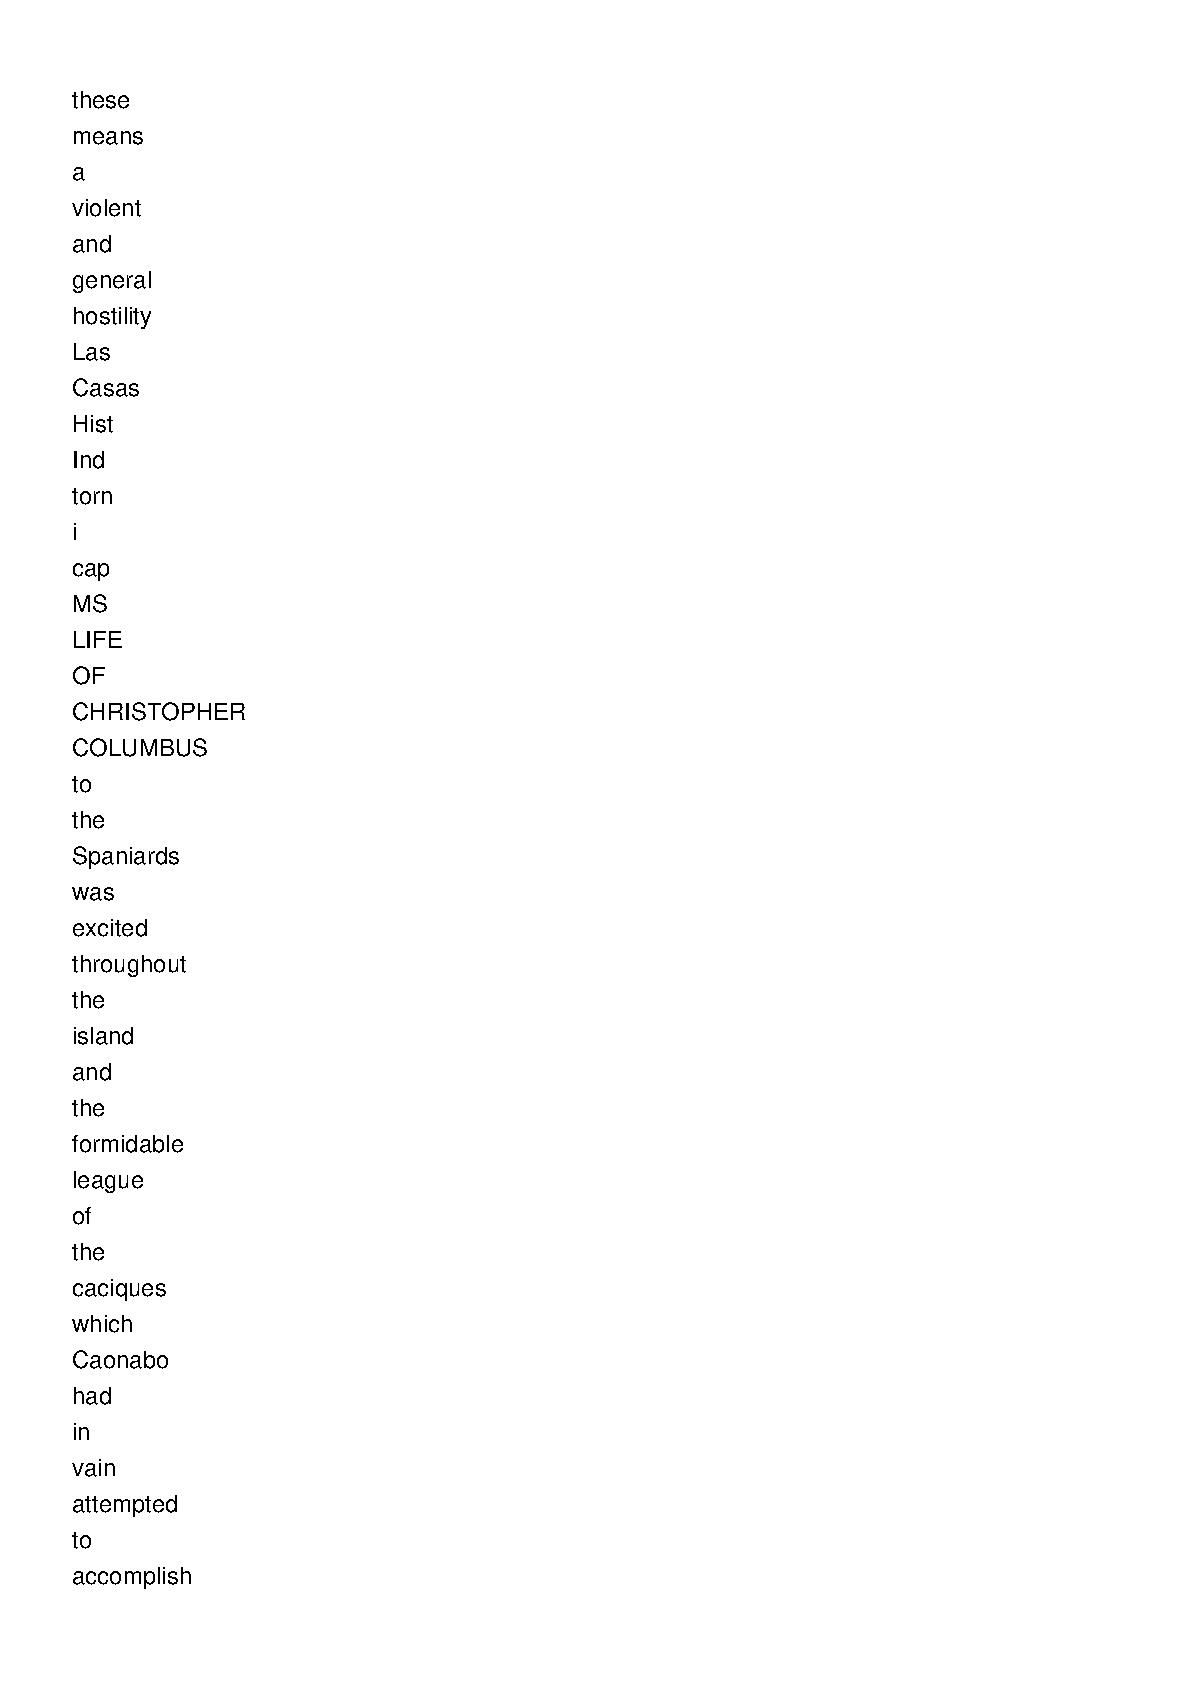 these
means
a
violent
and
general
hostility
Las
Casas
Hist
Ind
torn
i
cap
MS
LIFE
OF
CHRISTOPHER
COLUMBUS
to
the
Spaniards
was
excited
throughout
the
island
and
the
formidable
league
of
the
caciques
which
Caonabo
had
in
vain
attempted
to
accomplish